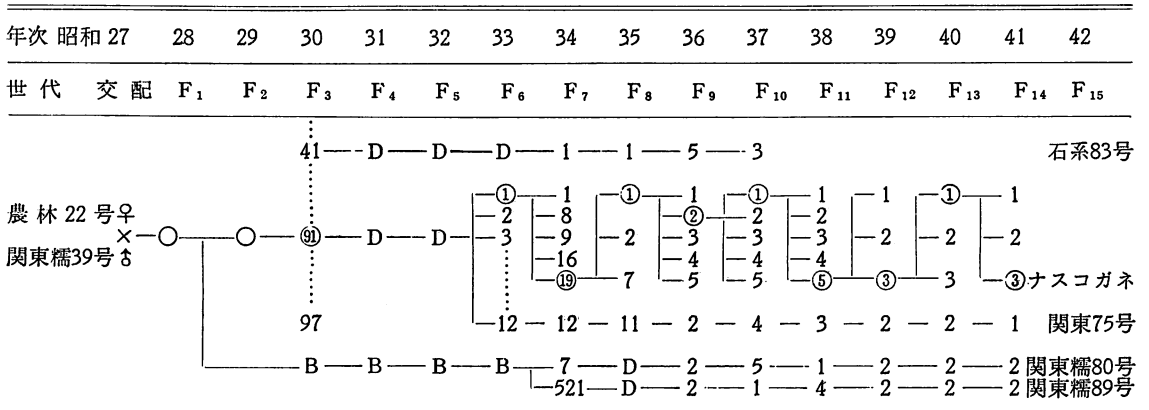 年次 昭和27 28 29 30 31 32 33 34 35 36 37 38 39 40 41 42
世代 交配 F₁ F₂ F₃ F₄ F₅ F₆ F₇ F₈ F₉ F₁₀ F₁₁ F₁₂ F₁₃ F₁₄ F₁₅
41 D D D 1 1 5 3 石系83号
① 1 ① 1 ① 1 1 ① 1
農林22号♀ 2 8 ② 2 2
× ○ ○ ㉛ D D 3 9 2 3 3 3 2 2 2
関東糯39号♂ 16 4 4 4
⑲ 7 5 5 ⑤ ③ 3 ③ ナスコガネ
97 12 12 11 2 4 3 2 2 1 関東75号
B B B B 7 D 2 5 1 2 2 2 関東糯80号
521 D 2 1 4 2 2 2 関東糯89号